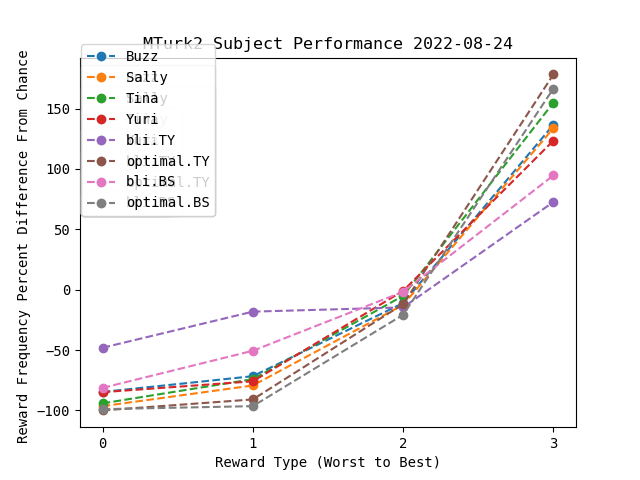 MTurk2 Subject Performance 2022-08-24
Buzz
Sally
Tina
Yuri
bli.TY
optimal.TY
bli.BS
optimal.BS
Reward Frequency Percent Difference From Chance
150
100
50
0
−50
−100
0 1 2 3
Reward Type (Worst to Best)